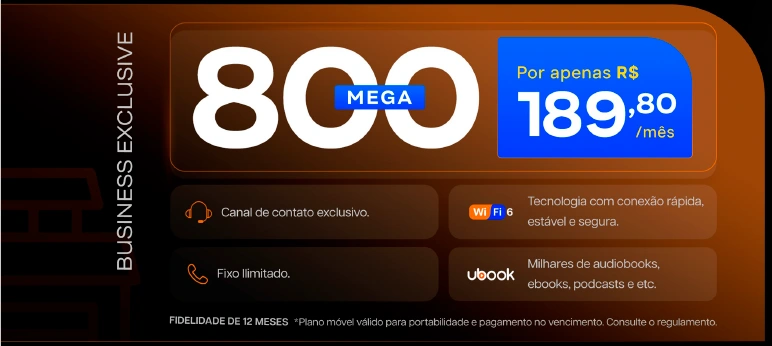 BUSINESS EXCLUSIVE
800
MEGA
Por apenas R$
189,80
/mês
Canal de contato exclusivo.
Wi Fi 6
Tecnologia com conexão rápida,
estável e segura.
Fixo Ilimitado.
ubook
Milhares de audiobooks,
ebooks, podcasts e etc.
FIDELIDADE DE 12 MESES *Plano móvel válido para portabilidade e pagamento no vencimento. Consulte o regulamento.